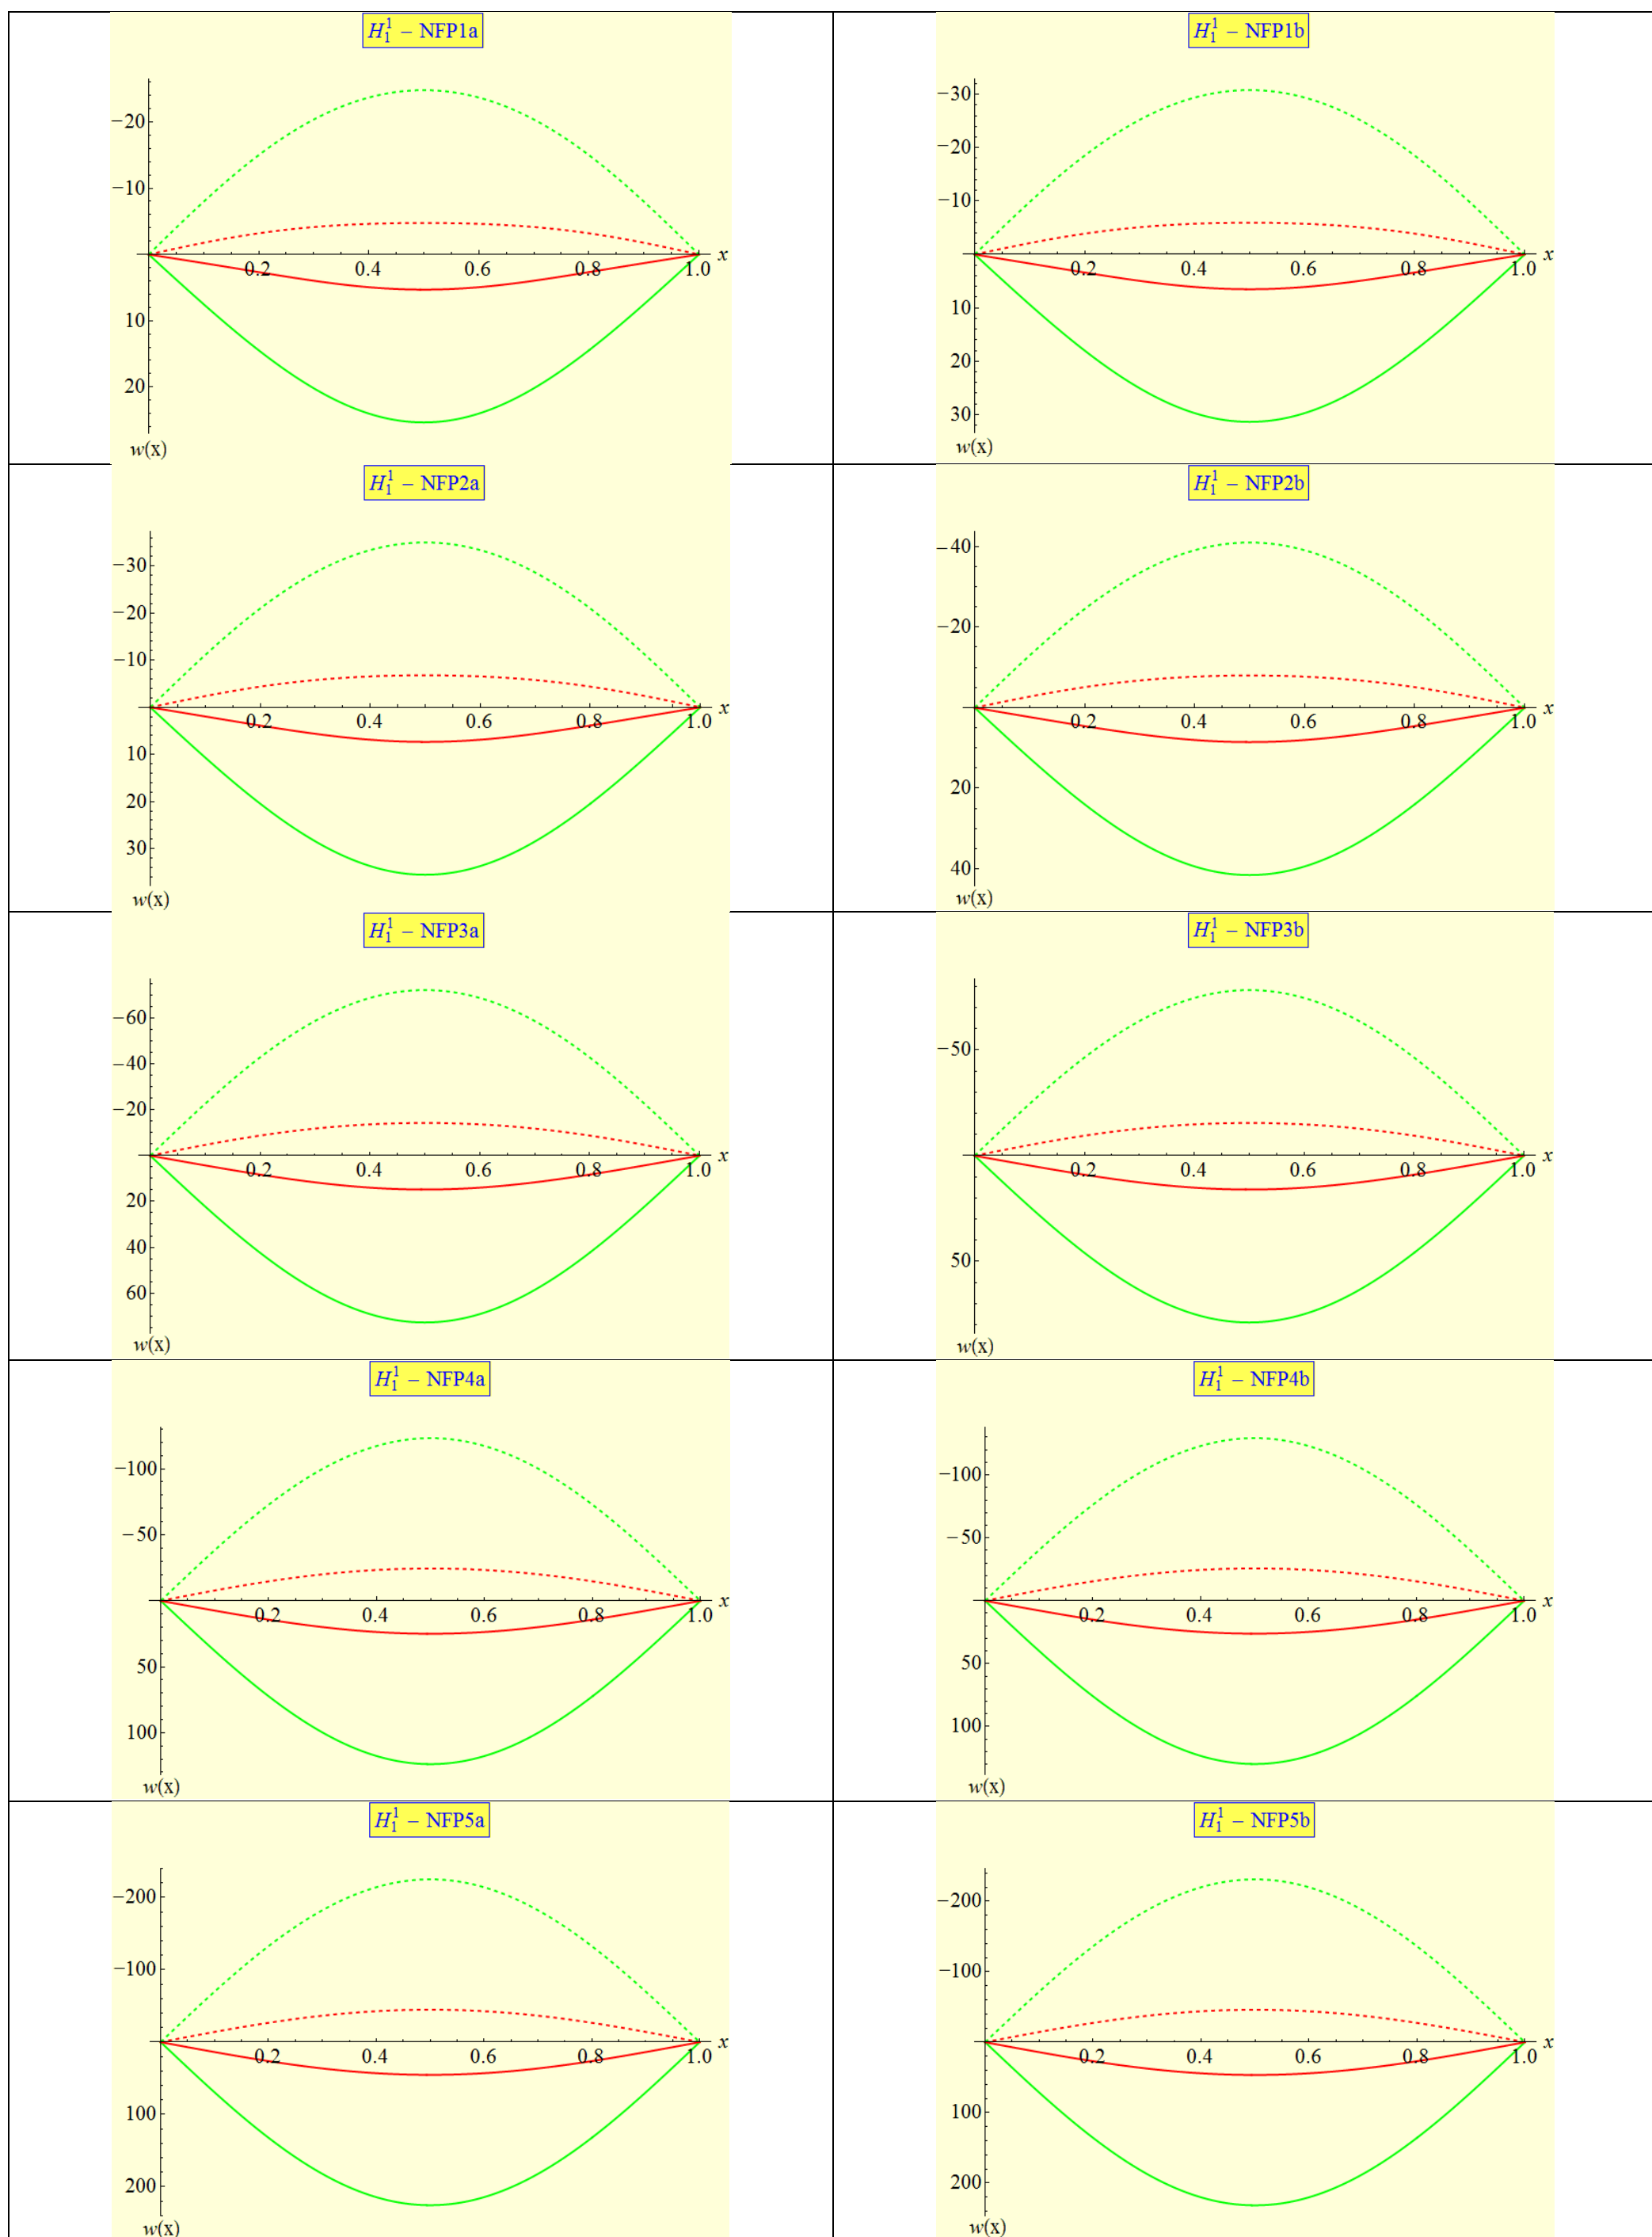 H₁¹ – NFP1a
−20
−10
0.2 0.4 0.6 0.8 1.0 x
10
20
w(x)
H₁¹ – NFP1b
−30
−20
−10
0.2 0.4 0.6 0.8 1.0 x
10
20
30
w(x)
H₁¹ – NFP2a
−30
−20
−10
0.2 0.4 0.6 0.8 1.0 x
10
20
30
w(x)
H₁¹ – NFP2b
−40
−20
0.2 0.4 0.6 0.8 1.0 x
20
40
w(x)
H₁¹ – NFP3a
−60
−40
−20
0.2 0.4 0.6 0.8 1.0 x
20
40
60
w(x)
H₁¹ – NFP3b
−50
0.2 0.4 0.6 0.8 1.0 x
50
w(x)
H₁¹ – NFP4a
−100
−50
0.2 0.4 0.6 0.8 1.0 x
50
100
w(x)
H₁¹ – NFP4b
−100
−50
0.2 0.4 0.6 0.8 1.0 x
50
100
w(x)
H₁¹ – NFP5a
−200
−100
0.2 0.4 0.6 0.8 1.0 x
100
200
w(x)
H₁¹ – NFP5b
−200
−100
0.2 0.4 0.6 0.8 1.0 x
100
200
w(x)